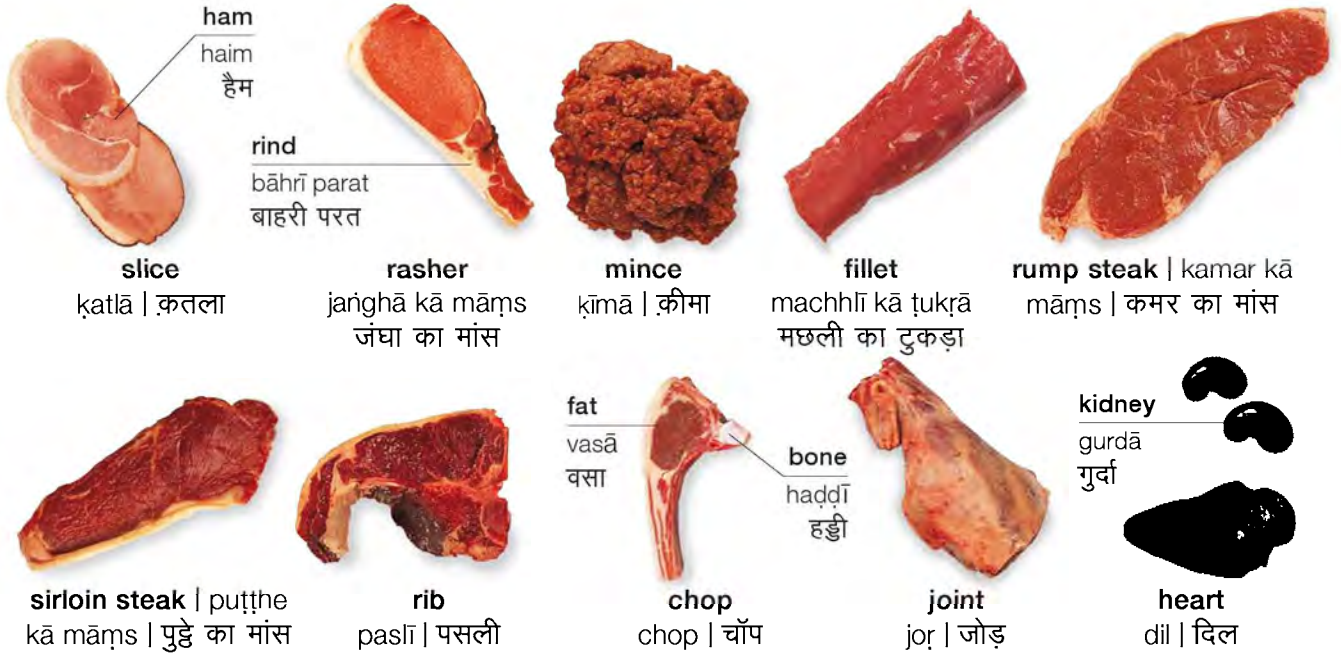 ham
haim
हैम
rind
bāhrī parat
बाहरी परत
slice
ḳatlā | क़तला
rasher
jaṅghā kā māṃs
जंघा का मांस
mince
ḳīmā | क़ीमा
fillet
machhlī kā ṭukṛā
मछली का टुकड़ा
rump steak | kamar kā
māṃs | कमर का मांस
sirloin steak | puṭṭhe
kā māṃs | पुट्ठे का मांस
rib
paslī | पसली
fat
vasā
वसा
bone
haḍḍī
हड्डी
chop
chop | चॉप
joint
joṛ | जोड़
kidney
gurdā
गुर्दा
heart
dil | दिल